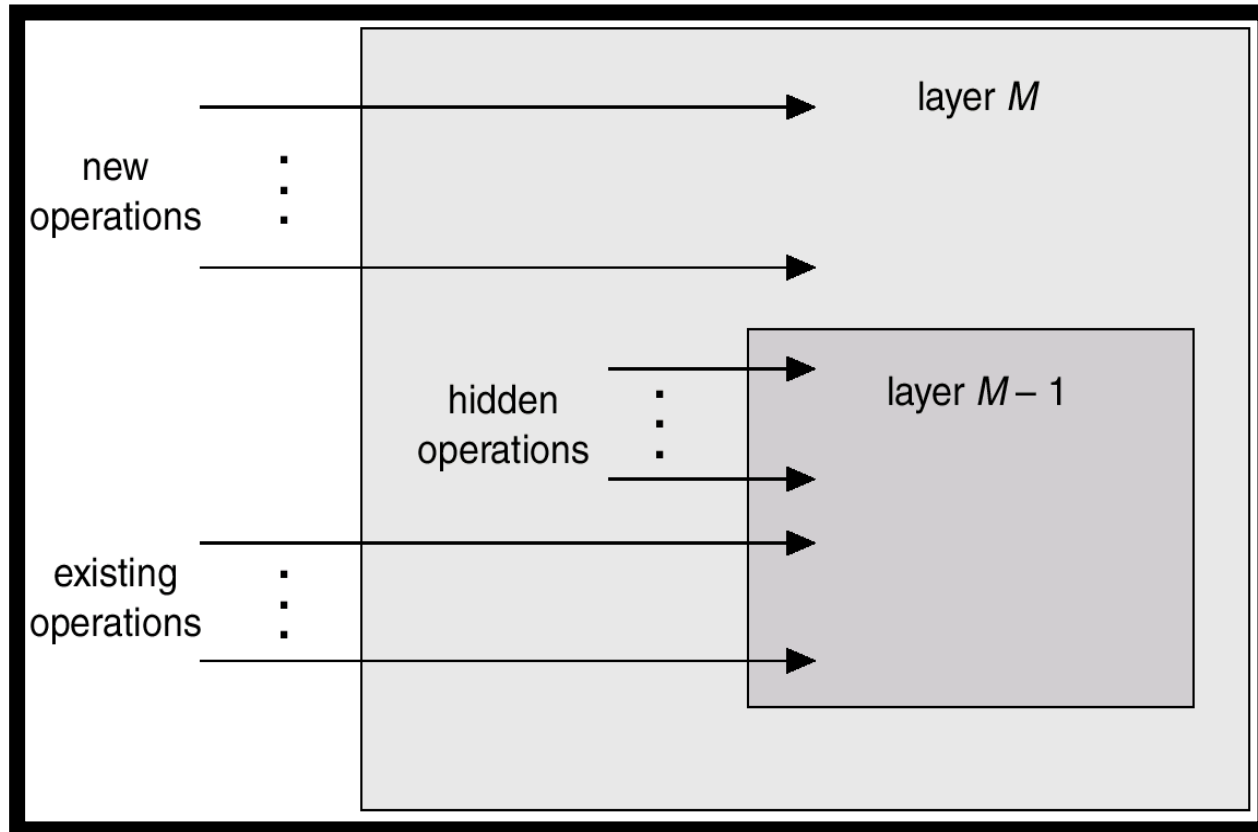 layer M
new
operations
hidden
operations
layer M – 1
existing
operations